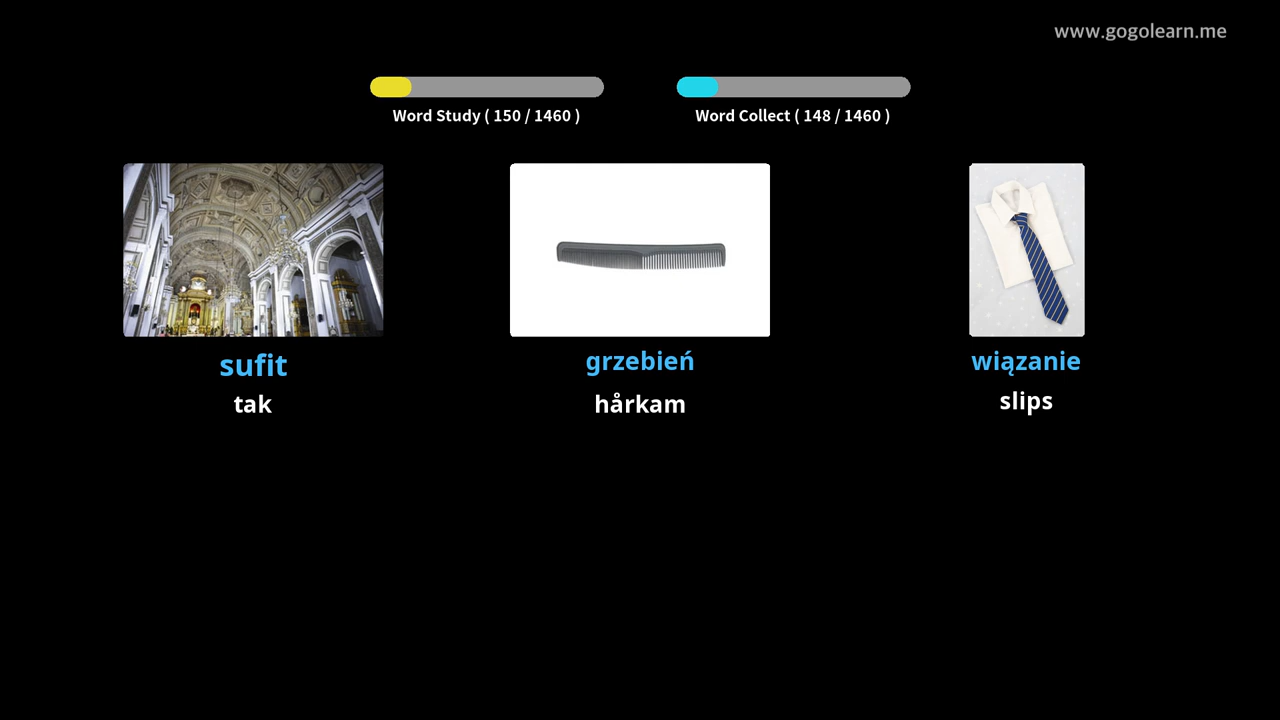 www.gogolearn.me
Word Study ( 150 / 1460 )
Word Collect ( 148 / 1460 )
sufit
grzebień
wiązanie
tak
hårkam
slips